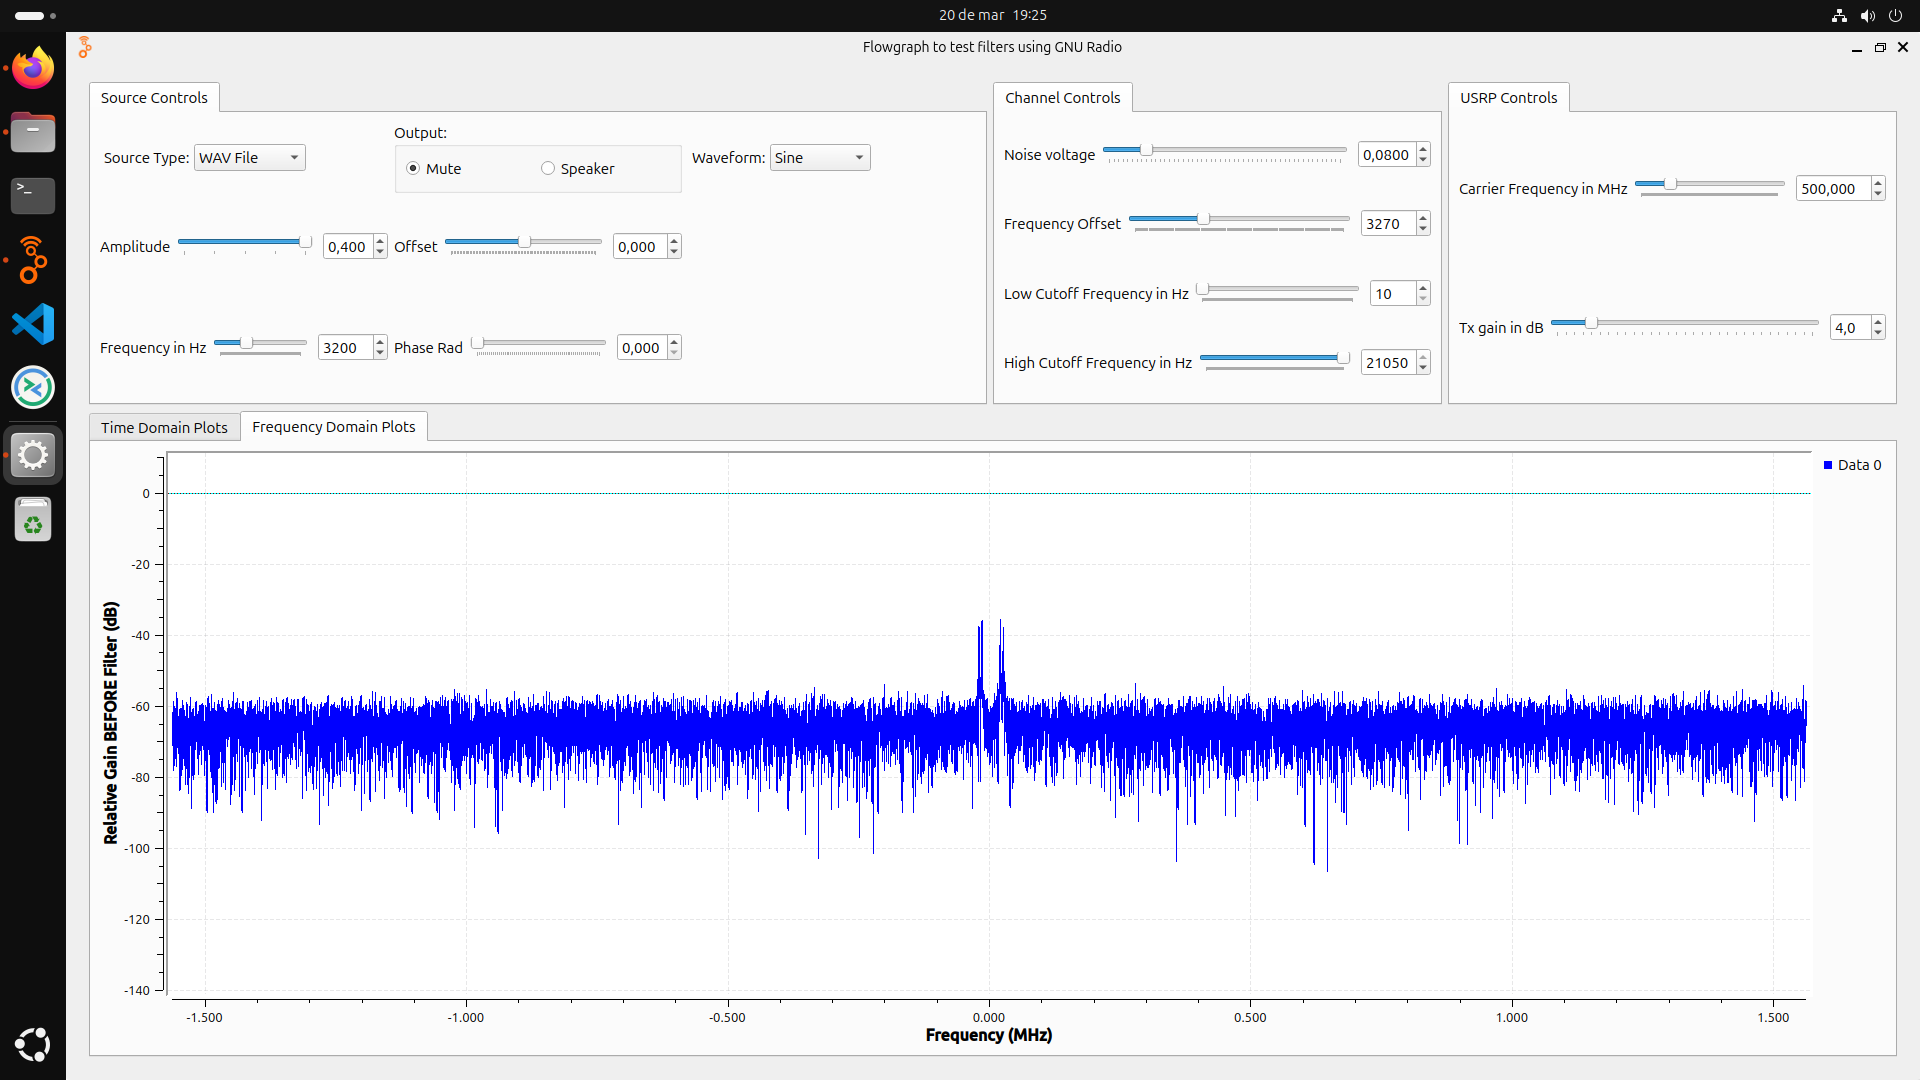 20 de mar 19:25
Flowgraph to test filters using GNU Radio
Source Controls
Source Type: WAV File
Output:
Mute
Speaker
Waveform: Sine
Amplitude 0,400
Offset 0,000
Frequency in Hz 3200
Phase Rad 0,000
Channel Controls
Noise voltage 0,0800
Frequency Offset 3270
Low Cutoff Frequency in Hz 10
High Cutoff Frequency in Hz 21050
USRP Controls
Carrier Frequency in MHz 500,000
Tx gain in dB 4,0
Time Domain Plots
Frequency Domain Plots
Data 0
Relative Gain BEFORE Filter (dB)
0
-20
-40
-60
-80
-100
-120
-140
-1.500 -1.000 -0.500 0.000 0.500 1.000 1.500
Frequency (MHz)